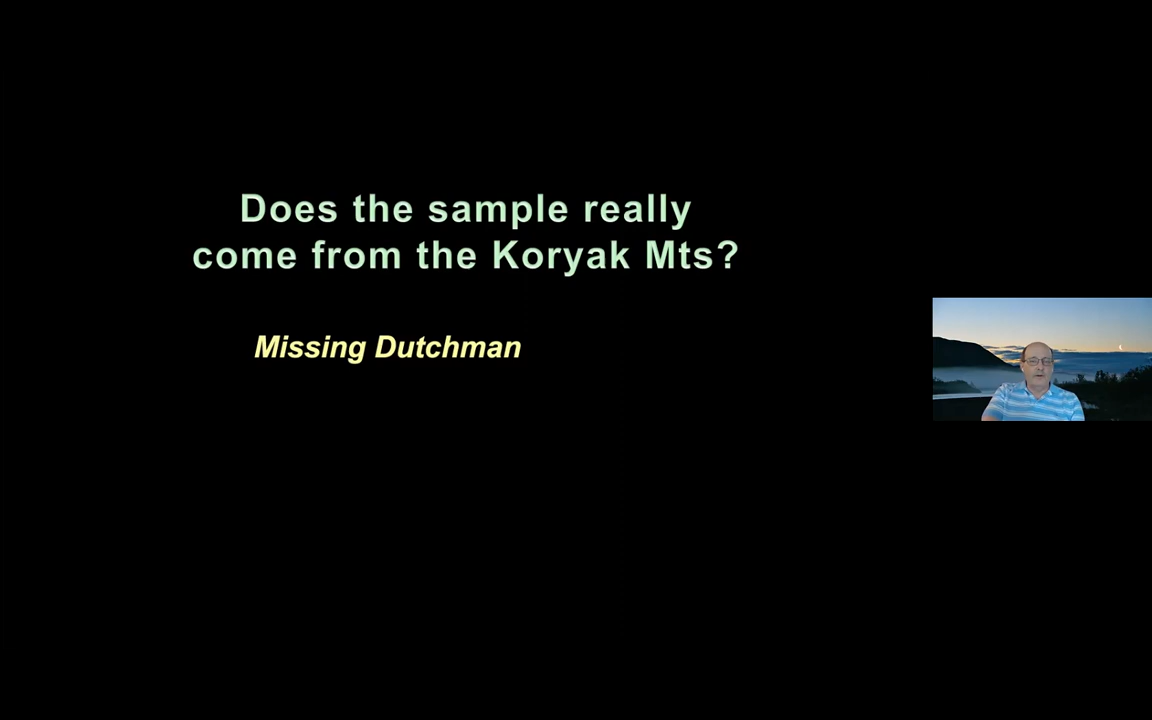 Does the sample really
come from the Koryak Mts?
Missing Dutchman